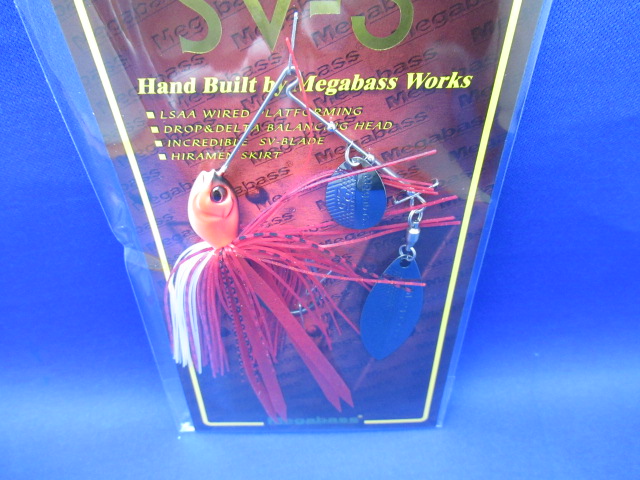 SV-3
Hand Built by Megabass Works
■ LSAA WIRED PLATFORMING
■ DROP&DELTA BALANCING HEAD
■ INCREDIBLE SV-BLADE
■ HIRAMEN SKIRT
Megabass